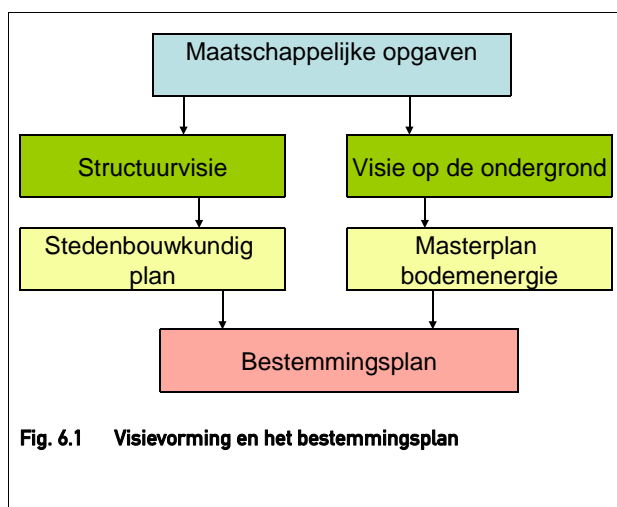 Maatschappelijke opgaven
Structuurvisie
Visie op de ondergrond
Stedenbouwkundig
plan
Masterplan
bodemenergie
Bestemmingsplan
Fig. 6.1 Visievorming en het bestemmingsplan